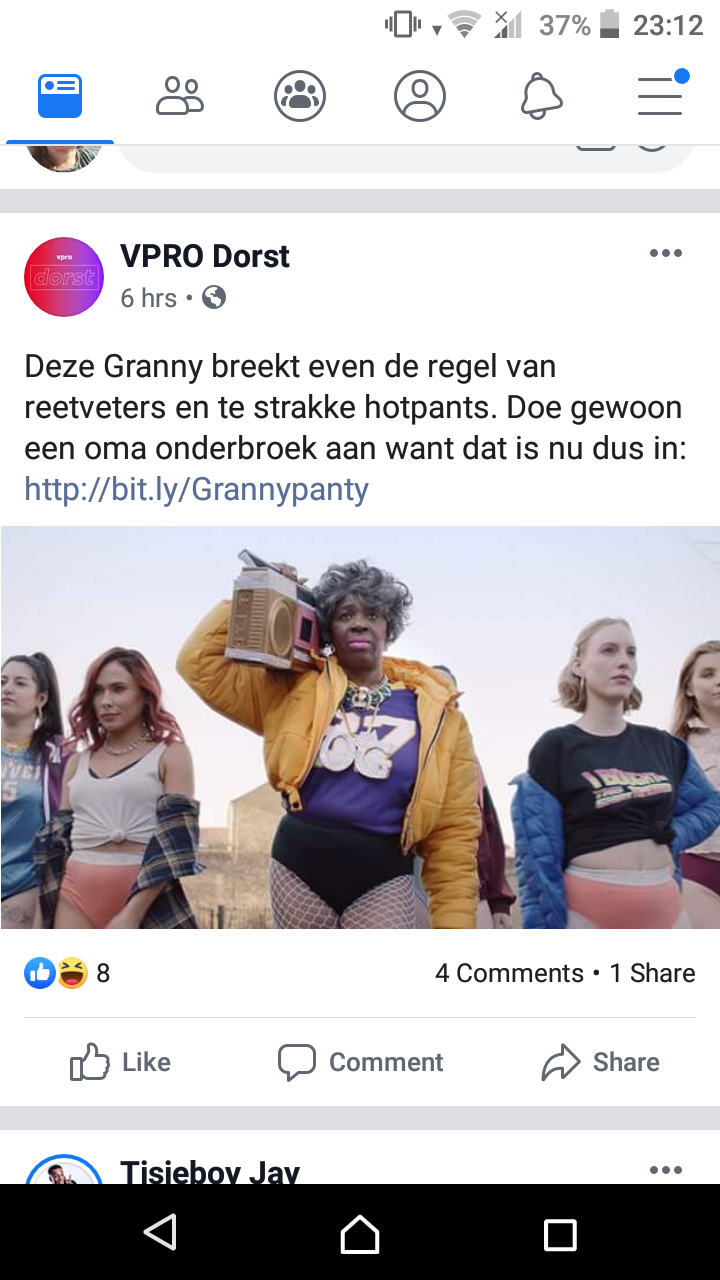 37% 23:12
vpro
dorst
VPRO Dorst
6 hrs •
Deze Granny breekt even de regel van
reetveters en te strakke hotpants. Doe gewoon
een oma onderbroek aan want dat is nu dus in:
http://bit.ly/Grannypanty
8
4 Comments • 1 Share
Like Comment Share
Tisjeboy Jay